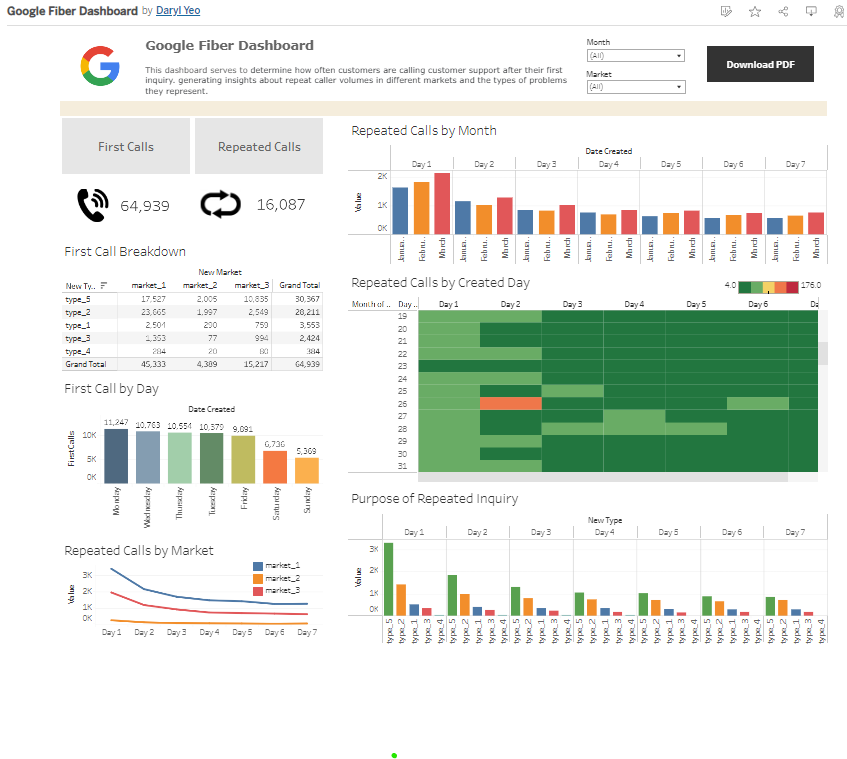 Google Fiber Dashboard by Daryl Yeo
Google Fiber Dashboard
This dashboard serves to determine how often customers are calling customer support after their first
inquiry, generating insights about repeat caller volumes in different markets and the types of problems
they represent.
Month
(All)
Market
(All)
Download PDF
First Calls
Repeated Calls
64,939
16,087
First Call Breakdown
New Market
New Ty.. market_1 market_2 market_3 Grand Total
type_5 17,527 2,005 10,835 30,367
type_2 23,665 1,997 2,549 28,211
type_1 2,504 290 759 3,553
type_3 1,353 77 994 2,424
type_4 284 20 80 384
Grand Total 45,333 4,389 15,217 64,939
First Call by Day
Date Created
11,247 10,763 10,554 10,379 9,891 6,736 5,369
First Calls
10K
5K
0K
Monday Wednesday Thursday Tuesday Friday Saturday Sunday
Repeated Calls by Market
market_1
market_2
market_3
Value
3K
2K
1K
0K
Day 1 Day 2 Day 3 Day 4 Day 5 Day 6 Day 7
Repeated Calls by Month
Date Created
Day 1 Day 2 Day 3 Day 4 Day 5 Day 6 Day 7
Value
2K
1K
0K
Janua.. Febru.. March Janua.. Febru.. March Janua.. Febru.. March Janua.. Febru.. March Janua.. Febru.. March Janua.. Febru.. March Janua.. Febru.. March
Repeated Calls by Created Day
4.0 176.0
Month of .. Day .. Day 1 Day 2 Day 3 Day 4 Day 5 Day 6 Da
19
20
21
22
23
24
25
26
27
28
29
30
31
Purpose of Repeated Inquiry
New Type
Day 1 Day 2 Day 3 Day 4 Day 5 Day 6 Day 7
Value
3K
2K
1K
0K
type_5 type_2 type_1 type_3 type_4 type_5 type_2 type_1 type_3 type_4 type_5 type_2 type_1 type_3 type_4 type_5 type_2 type_1 type_3 type_4 type_5 type_2 type_1 type_3 type_4 type_5 type_2 type_1 type_3 type_4 type_5 type_2 type_1 type_3 type_4